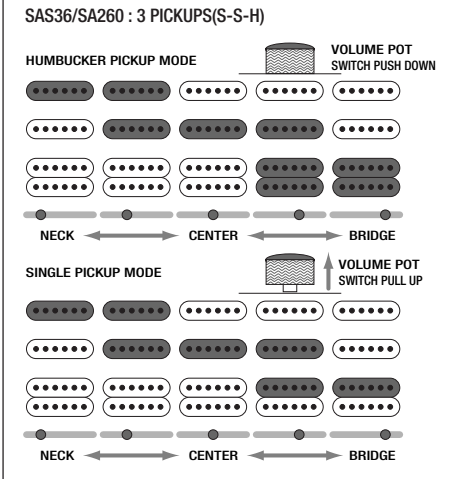 SAS36/SA260 : 3 PICKUPS(S-S-H)
HUMBUCKER PICKUP MODE
VOLUME POT
SWITCH PUSH DOWN
NECK CENTER BRIDGE
SINGLE PICKUP MODE
VOLUME POT
SWITCH PULL UP
NECK CENTER BRIDGE